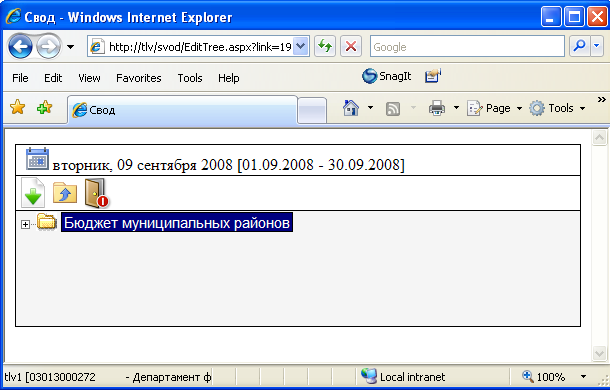 Свод - Windows Internet Explorer
http://tlv/svod/EditTree.aspx?link=19
Google
File Edit View Favorites Tools Help SnagIt
Свод
Page Tools
вторник, 09 сентября 2008 [01.09.2008 - 30.09.2008]
Бюджет муниципальных районов
tlv1 [03013000272 - Департамент ф
Local intranet
100%